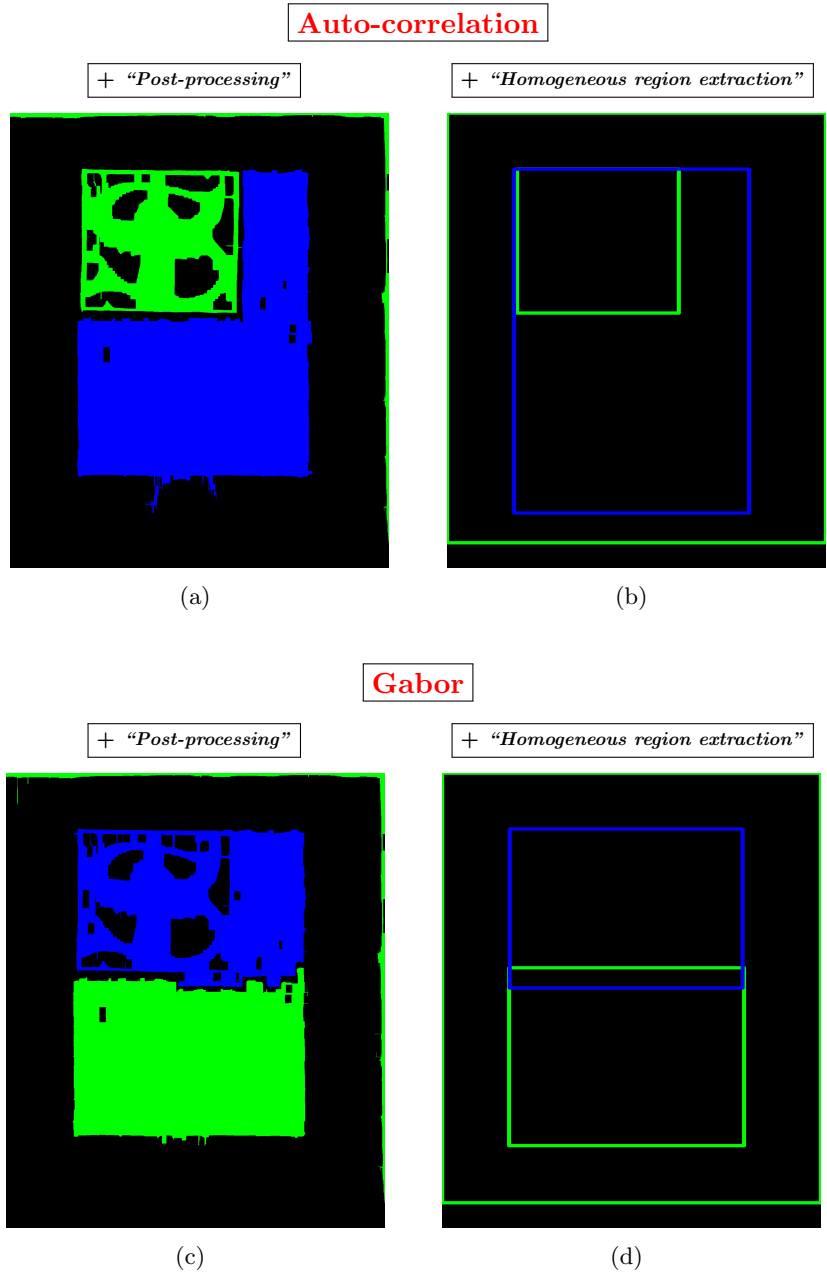 Auto-correlation
+ “Post-processing”
+ “Homogeneous region extraction”
(a)
(b)
Gabor
+ “Post-processing”
+ “Homogeneous region extraction”
(c)
(d)